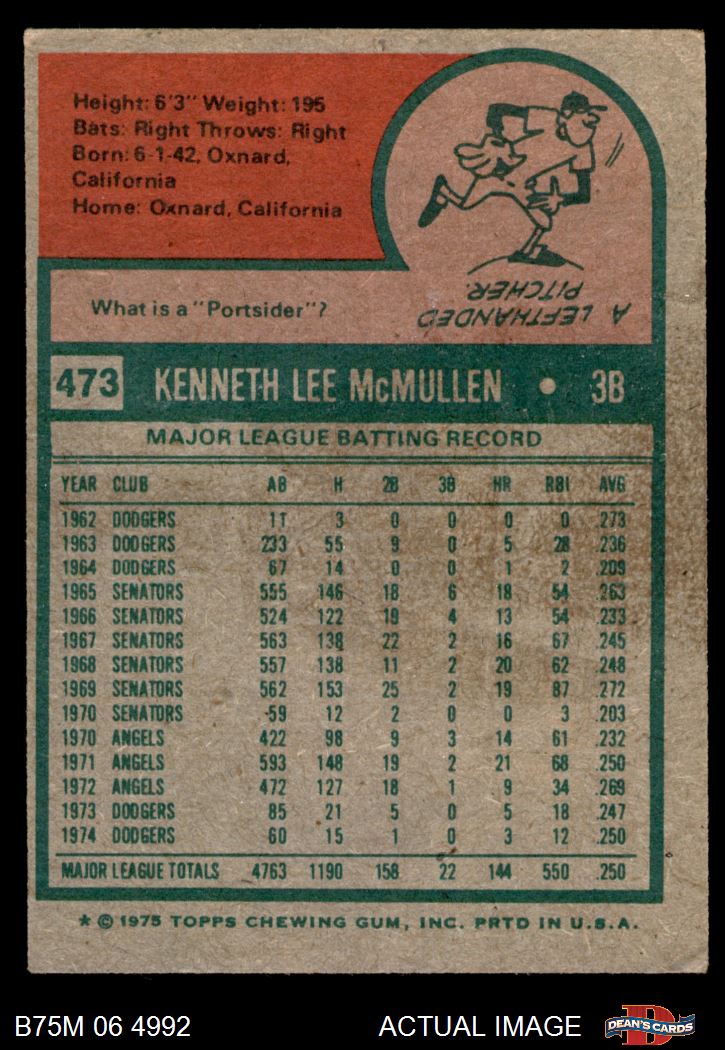 Height: 6'3" Weight: 195
Bats: Right Throws: Right
Born: 6-1-42, Oxnard,
California
Home: Oxnard, California
What is a "Portsider"?
A LEFTHANDED
PITCHER.
473 KENNETH LEE McMULLEN • 3B
MAJOR LEAGUE BATTING RECORD
YEAR CLUB AB H 2B 3B HR RBI AVG
1962 DODGERS 11 3 0 0 0 0 .273
1963 DODGERS 233 55 9 0 5 28 .236
1964 DODGERS 67 14 0 0 1 2 .209
1965 SENATORS 555 146 18 6 18 54 .263
1966 SENATORS 524 122 19 4 13 54 .233
1967 SENATORS 563 138 22 2 16 67 .245
1968 SENATORS 557 138 11 2 20 62 .248
1969 SENATORS 562 153 25 2 19 87 .272
1970 SENATORS 59 12 2 0 0 3 .203
1970 ANGELS 422 98 9 3 14 61 .232
1971 ANGELS 593 148 19 2 21 68 .250
1972 ANGELS 472 127 18 1 9 34 .269
1973 DODGERS 85 21 5 0 5 18 .247
1974 DODGERS 60 15 1 0 3 12 .250
MAJOR LEAGUE TOTALS 4763 1190 158 22 144 550 .250
* © 1975 TOPPS CHEWING GUM, INC. PRTD IN U.S.A.
B75M 06 4992 ACTUAL IMAGE DEAN'S CARDS